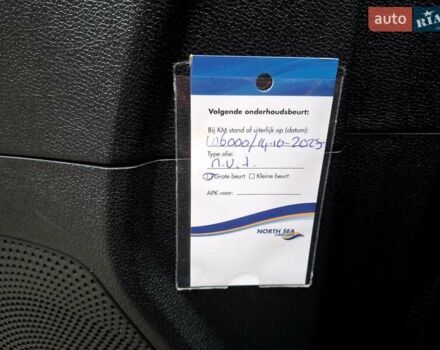 auto RIA
Volgende onderhoudsbeurt:
Bij KM stand of uiterlijk op (datum):
106000/14-10-2025
Type olie:
n.v.t.
Grote beurt Kleine beurt
APK voor:
NORTH SEA